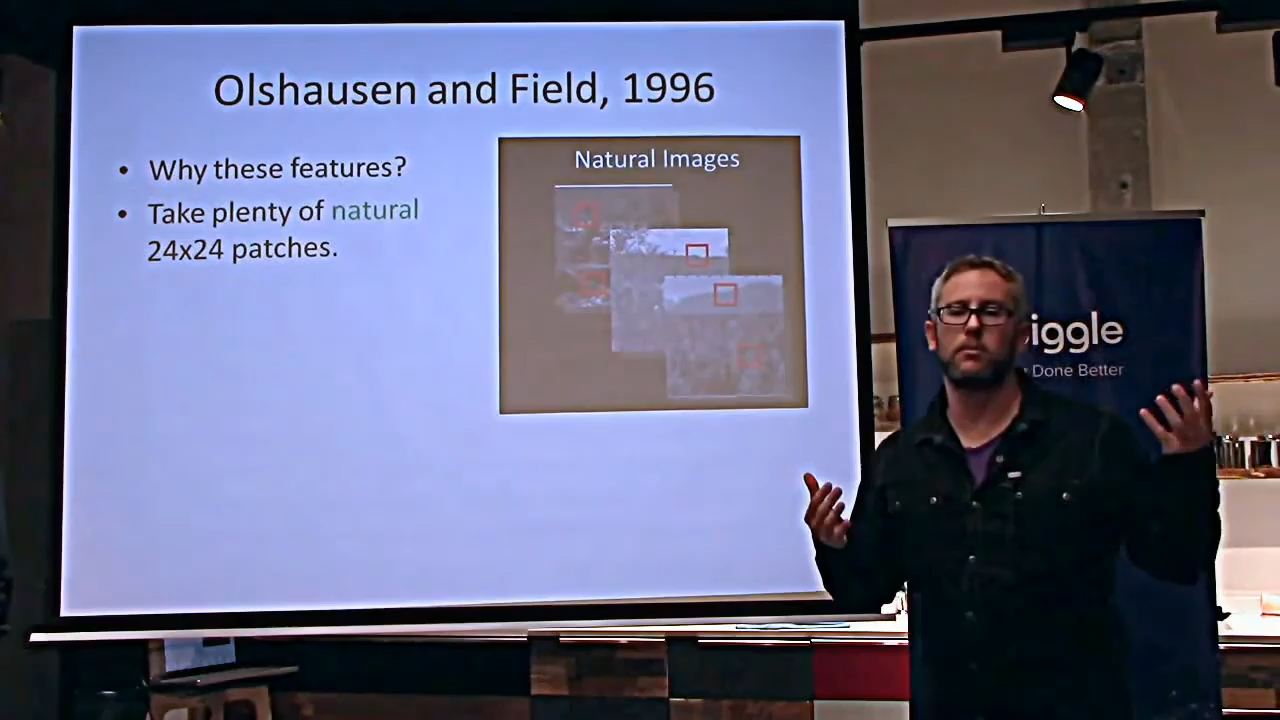 Olshausen and Field, 1996
• Why these features?
• Take plenty of natural
24x24 patches.
Natural Images
iggle
Done Better